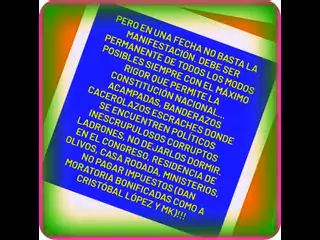 PERO EN UNA FECHA NO BASTA LA
MANIFESTACIÓN. DEBE SER
PERMANENTE DE TODOS LOS MODOS
POSIBLES SIEMPRE CON EL MÁXIMO
RIGOR QUE PERMITE LA
CONSTITUCIÓN NACIONAL...
ACAMPADAS, BANDERAZOS
CACEROLAZOS ESCRACHES DONDE
SE ENCUENTREN POLÍTICOS
INESCRUPULOSOS CORRUPTOS
LADRONES, NO DEJARLOS DORMIR.
EN EL CONGRESO, RESIDENCIA DE
OLIVOS, CASA RODADA, MINISTERIOS,
NO PAGAR IMPUESTOS (DAN
MORATORIA BONIFICADAS COMO A
CRISTÓBAL LÓPEZ Y MK)!!!